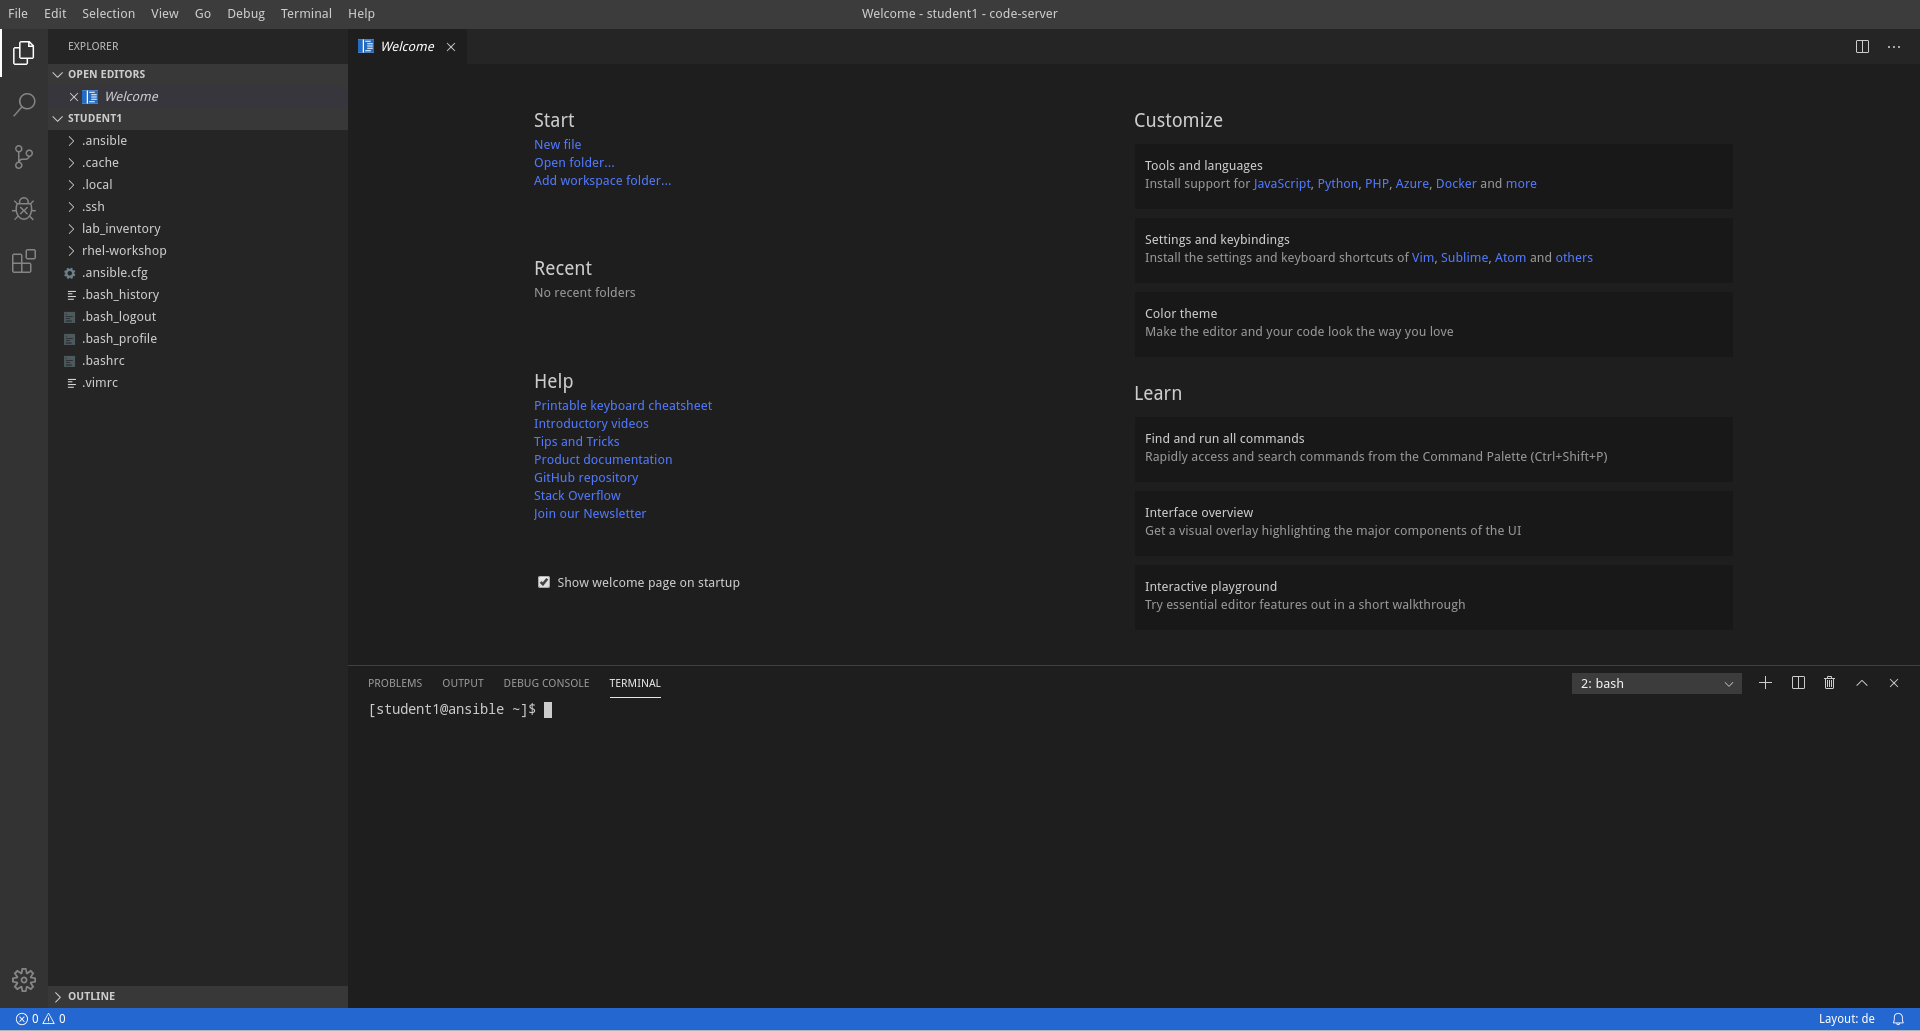 File Edit Selection View Go Debug Terminal Help
Welcome - student1 - code-server
EXPLORER
OPEN EDITORS
Welcome
STUDENT1
.ansible
.cache
.local
.ssh
lab_inventory
rhel-workshop
.ansible.cfg
.bash_history
.bash_logout
.bash_profile
.bashrc
.vimrc
OUTLINE
Welcome
Start
New file
Open folder...
Add workspace folder...
Recent
No recent folders
Help
Printable keyboard cheatsheet
Introductory videos
Tips and Tricks
Product documentation
GitHub repository
Stack Overflow
Join our Newsletter
Show welcome page on startup
Customize
Tools and languages
Install support for JavaScript, Python, PHP, Azure, Docker and more
Settings and keybindings
Install the settings and keyboard shortcuts of Vim, Sublime, Atom and others
Color theme
Make the editor and your code look the way you love
Learn
Find and run all commands
Rapidly access and search commands from the Command Palette (Ctrl+Shift+P)
Interface overview
Get a visual overlay highlighting the major components of the UI
Interactive playground
Try essential editor features out in a short walkthrough
PROBLEMS OUTPUT DEBUG CONSOLE TERMINAL
2: bash
[student1@ansible ~]$
0 0
Layout: de